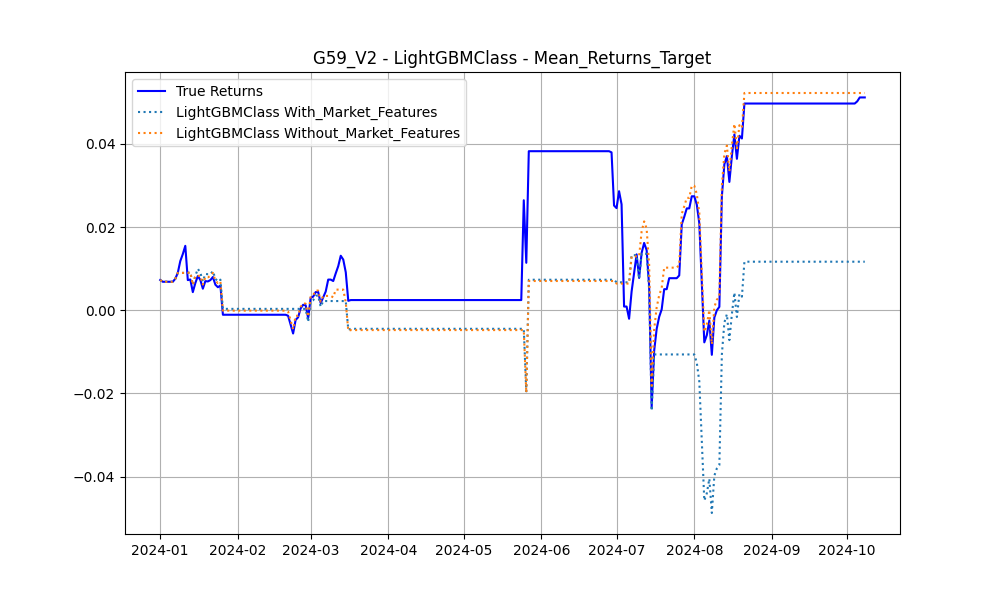 G59_V2 - LightGBMClass - Mean_Returns_Target
True Returns
LightGBMClass With_Market_Features
LightGBMClass Without_Market_Features
0.04
0.02
0.00
−0.02
−0.04
2024-01 2024-02 2024-03 2024-04 2024-05 2024-06 2024-07 2024-08 2024-09 2024-10